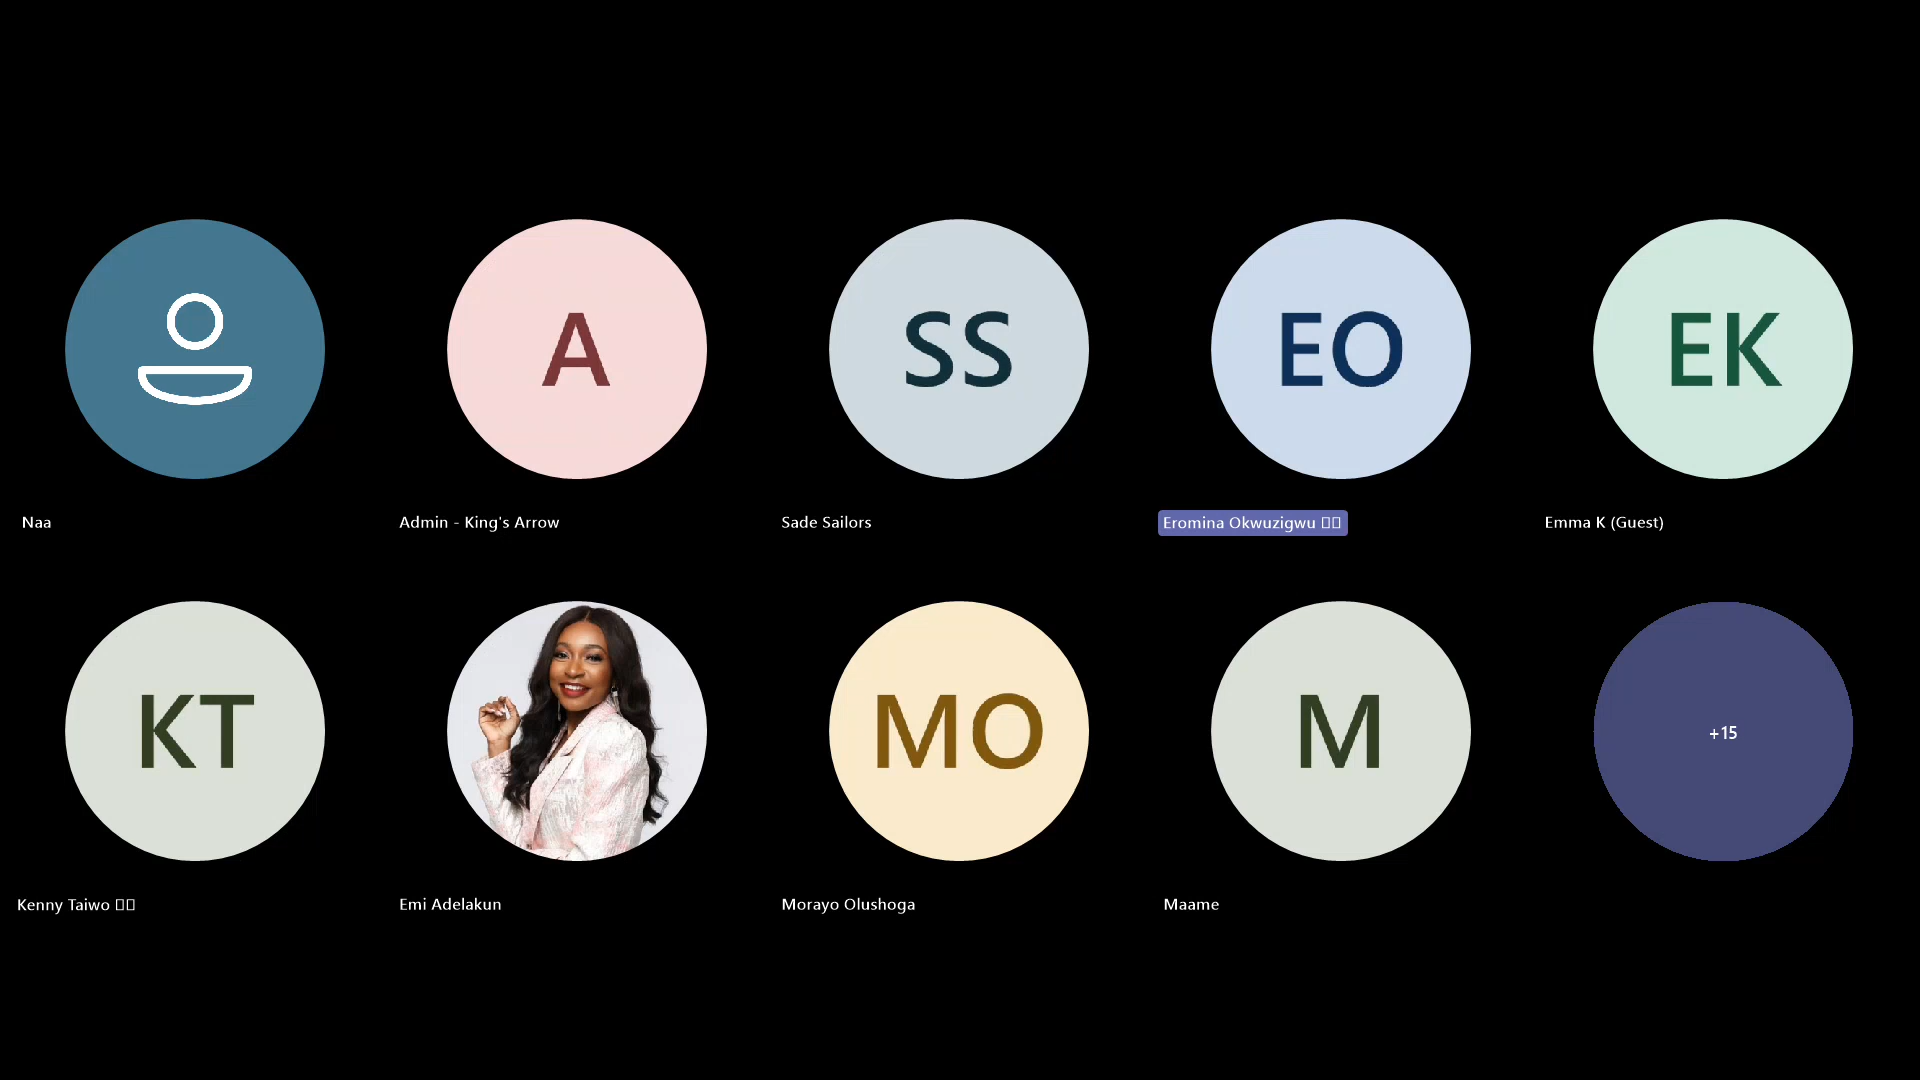 A
SS
EO
EK
Naa
Admin - King's Arrow
Sade Sailors
Eromina Okwuzigwu
Emma K (Guest)
KT
MO
M
+15
Kenny Taiwo
Emi Adelakun
Morayo Olushoga
Maame